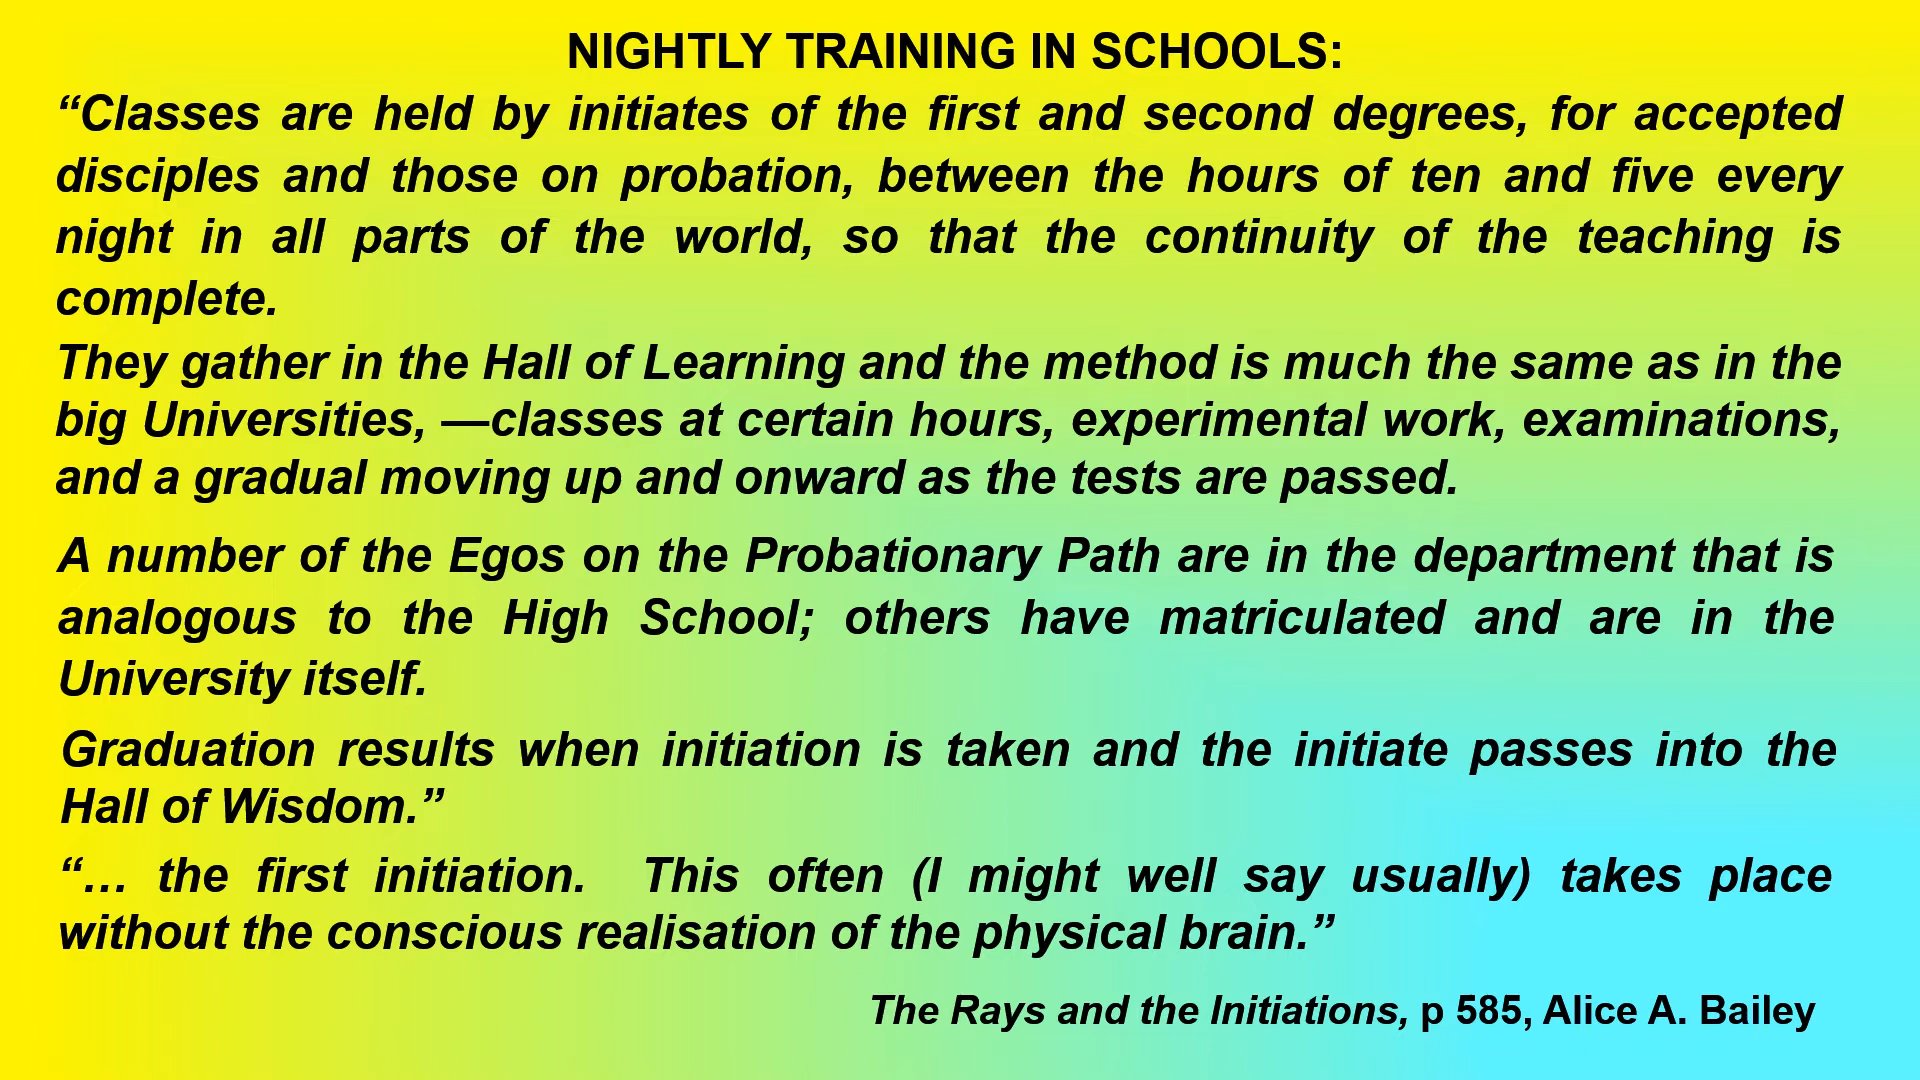 NIGHTLY TRAINING IN SCHOOLS:
“Classes are held by initiates of the first and second degrees, for accepted
disciples and those on probation, between the hours of ten and five every
night in all parts of the world, so that the continuity of the teaching is
complete.
They gather in the Hall of Learning and the method is much the same as in the
big Universities, —classes at certain hours, experimental work, examinations,
and a gradual moving up and onward as the tests are passed.
A number of the Egos on the Probationary Path are in the department that is
analogous to the High School; others have matriculated and are in the
University itself.
Graduation results when initiation is taken and the initiate passes into the
Hall of Wisdom.”
“… the first initiation.  This often (I might well say usually) takes place
without the conscious realisation of the physical brain.”
The Rays and the Initiations, p 585, Alice A. Bailey